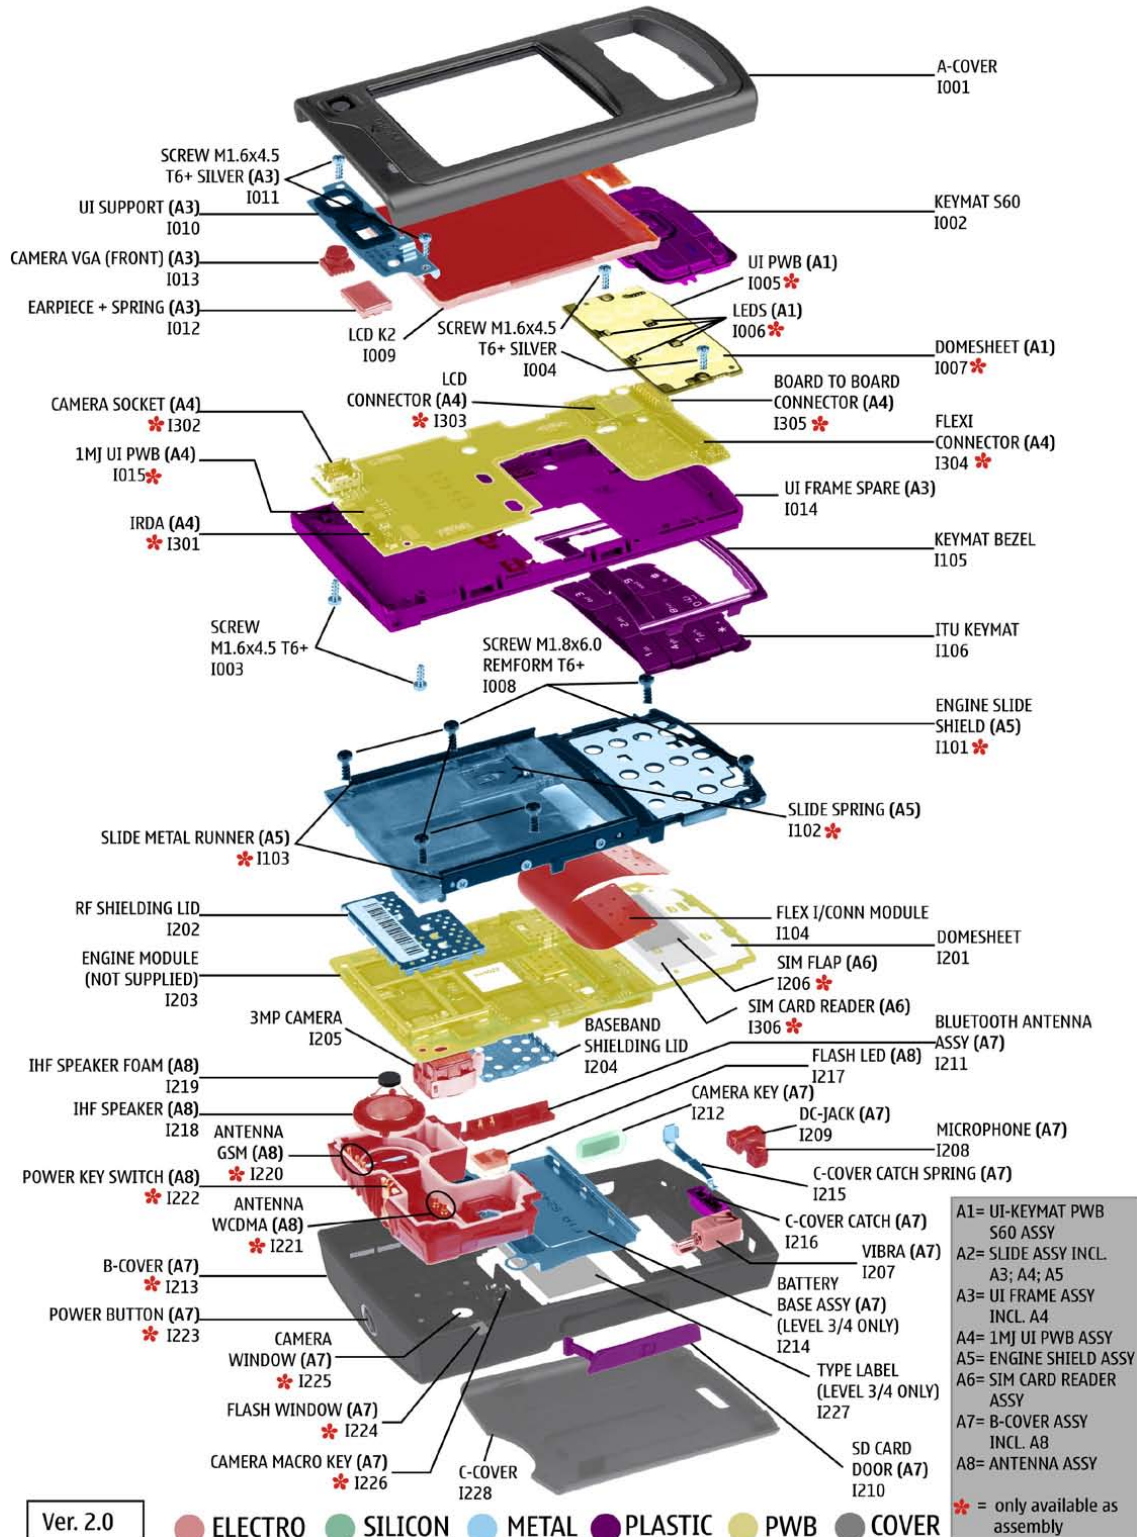 A-COVER
I001
SCREW M1.6x4.5
T6+ SILVER (A3)
I011
UI SUPPORT (A3)
I010
KEYMAT S60
I002
CAMERA VGA (FRONT) (A3)
I013
UI PWB (A1)
I005 *
EARPIECE + SPRING (A3)
I012
LCD K2
I009
SCREW M1.6x4.5
T6+ SILVER
I004
LEDS (A1)
I006 *
DOMESHEET (A1)
I007 *
LCD
CONNECTOR (A4)
* I303
BOARD TO BOARD
CONNECTOR (A4)
I305 *
CAMERA SOCKET (A4)
* I302
FLEXI
CONNECTOR (A4)
I304 *
1MJ UI PWB (A4)
I015 *
UI FRAME SPARE (A3)
I014
IRDA (A4)
* I301
KEYMAT BEZEL
I105
SCREW
M1.6x4.5 T6+
I003
SCREW M1.8x6.0
REMFORM T6+
I008
ITU KEYMAT
I106
ENGINE SLIDE
SHIELD (A5)
I101 *
SLIDE SPRING (A5)
I102 *
SLIDE METAL RUNNER (A5)
* I103
RF SHIELDING LID
I202
FLEX I/CONN MODULE
I104
DOMESHEET
I201
ENGINE MODULE
(NOT SUPPLIED)
I203
SIM FLAP (A6)
I206 *
SIM CARD READER (A6)
I306 *
3MP CAMERA
I205
BASEBAND
SHIELDING LID
I204
BLUETOOTH ANTENNA
ASSY (A7)
I211
IHF SPEAKER FOAM (A8)
I219
FLASH LED (A8)
I217
IHF SPEAKER (A8)
I218
CAMERA KEY (A7)
I212
DC-JACK (A7)
I209
MICROPHONE (A7)
I208
ANTENNA
GSM (A8)
* I220
POWER KEY SWITCH (A8)
* I222
C-COVER CATCH SPRING (A7)
I215
ANTENNA
WCDMA (A8)
* I221
C-COVER CATCH (A7)
I216
VIBRA (A7)
I207
B-COVER (A7)
* I213
BATTERY
BASE ASSY (A7)
(LEVEL 3/4 ONLY)
I214
POWER BUTTON (A7)
* I223
CAMERA
WINDOW (A7)
* I225
TYPE LABEL
(LEVEL 3/4 ONLY)
I227
FLASH WINDOW (A7)
* I224
CAMERA MACRO KEY (A7)
* I226
C-COVER
I228
SD CARD
DOOR (A7)
I210
A1= UI-KEYMAT PWB
S60 ASSY
A2= SLIDE ASSY INCL.
A3; A4; A5
A3= UI FRAME ASSY
INCL. A4
A4= 1MJ UI PWB ASSY
A5= ENGINE SHIELD ASSY
A6= SIM CARD READER
ASSY
A7= B-COVER ASSY
INCL. A8
A8= ANTENNA ASSY
* = only available as
assembly
Ver. 2.0
ELECTRO SILICON METAL PLASTIC PWB COVER